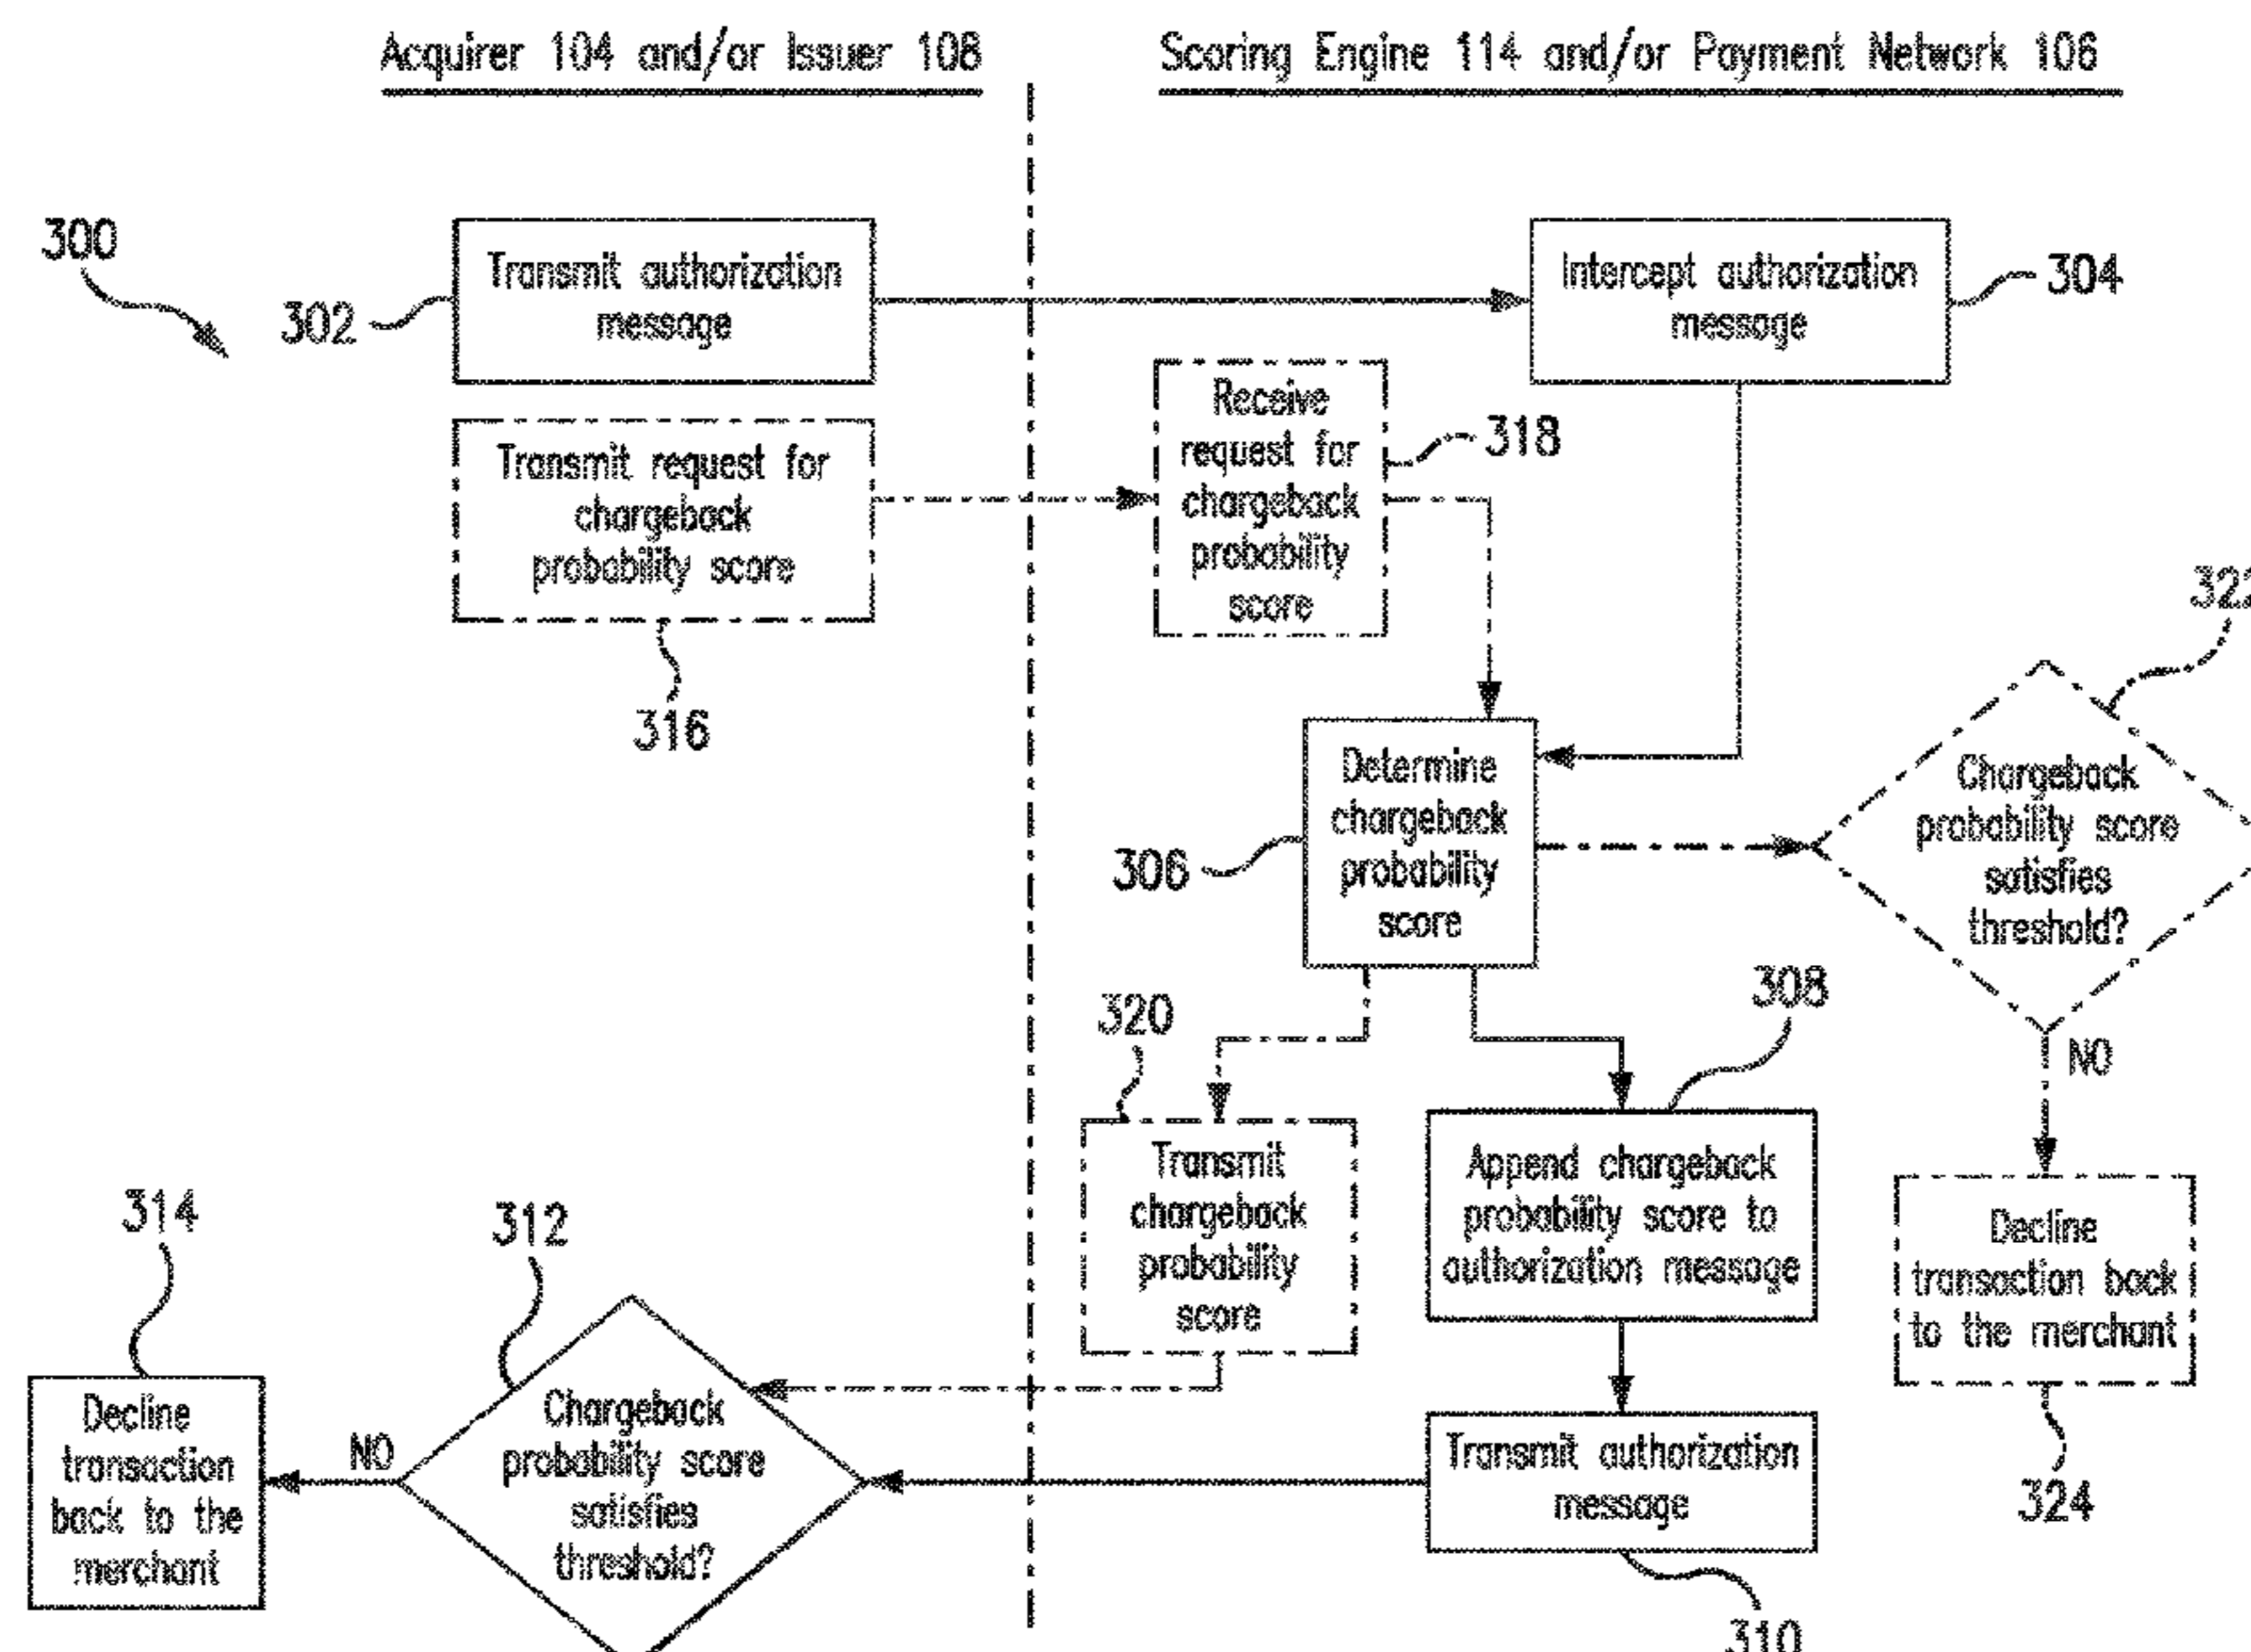 Acquirer 104 and/or Issuer 108
Scoring Engine 114 and/or Payment Network 106
300
302
Transmit authorization
message
Intercept authorization
message
304
Transmit request for
chargeback
probability score
316
Receive
request for
chargeback
probability
score
318
Determine
chargeback
probability
score
306
322
Chargeback
probability score
satisfies
threshold?
NO
320
Transmit
chargeback
probability
score
308
Append chargeback
probability score to
authorization message
Decline
transaction back
to the merchant
324
314
Decline
transaction
back to the
merchant
NO
312
Chargeback
probability score
satisfies
threshold?
Transmit authorization
message
310